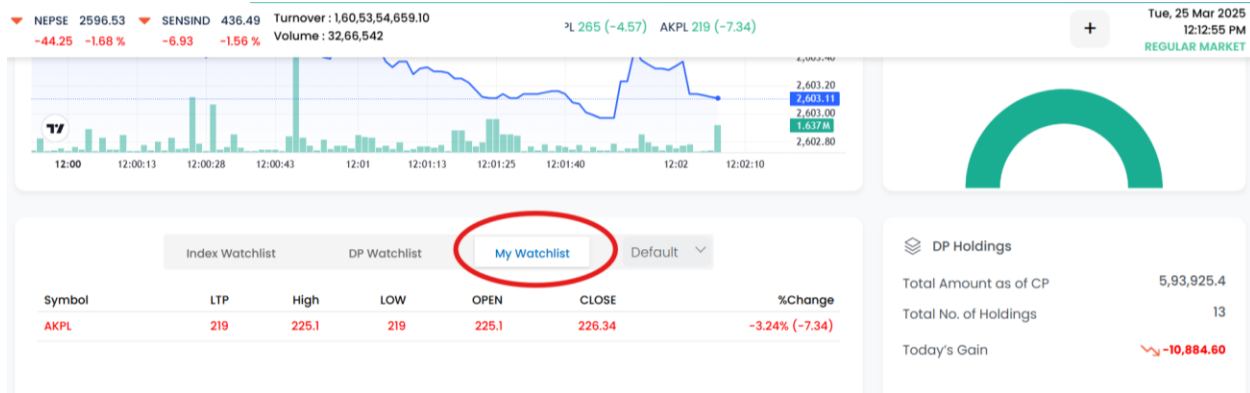 NEPSE 2596.53 SENSIND 436.49 Turnover : 1,60,53,54,659.10
-44.25 -1.68 % -6.93 -1.56 % Volume : 32,66,542
265 (-4.57) AKPL 219 (-7.34)
+
Tue, 25 Mar 2025
12:12:55 PM
REGULAR MARKET
2,603.40
2,603.20
2,603.11
2,603.00
1.637M
2,602.80
12:00 12:00:13 12:00:28 12:00:43 12:01 12:01:13 12:01:25 12:01:40 12:02 12:02:10
Index Watchlist DP Watchlist My Watchlist Default
Symbol LTP High LOW OPEN CLOSE %Change
AKPL 219 225.1 219 225.1 226.34 -3.24% (-7.34)
DP Holdings
Total Amount as of CP 5,93,925.4
Total No. of Holdings 13
Today's Gain -10,884.60